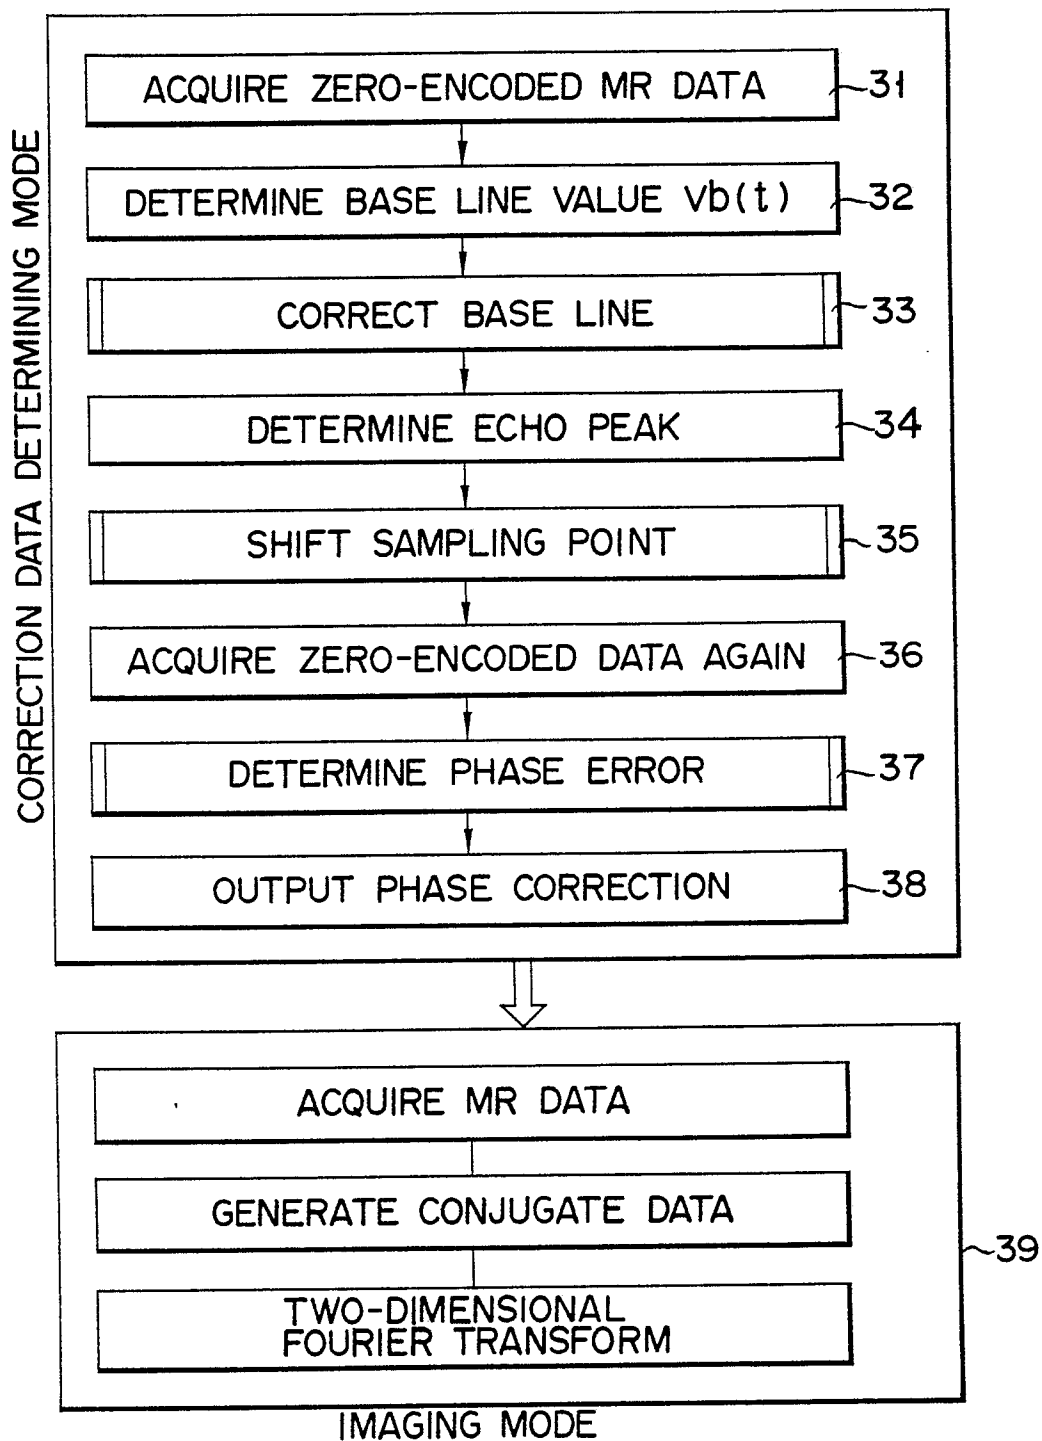 CORRECTION DATA DETERMINING MODE
ACQUIRE ZERO-ENCODED MR DATA
31
DETERMINE BASE LINE VALUE Vb(t)
32
CORRECT BASE LINE
33
DETERMINE ECHO PEAK
34
SHIFT SAMPLING POINT
35
ACQUIRE ZERO-ENCODED DATA AGAIN
36
DETERMINE PHASE ERROR
37
OUTPUT PHASE CORRECTION
38
ACQUIRE MR DATA
GENERATE CONJUGATE DATA
39
TWO-DIMENSIONAL
FOURIER TRANSFORM
IMAGING MODE